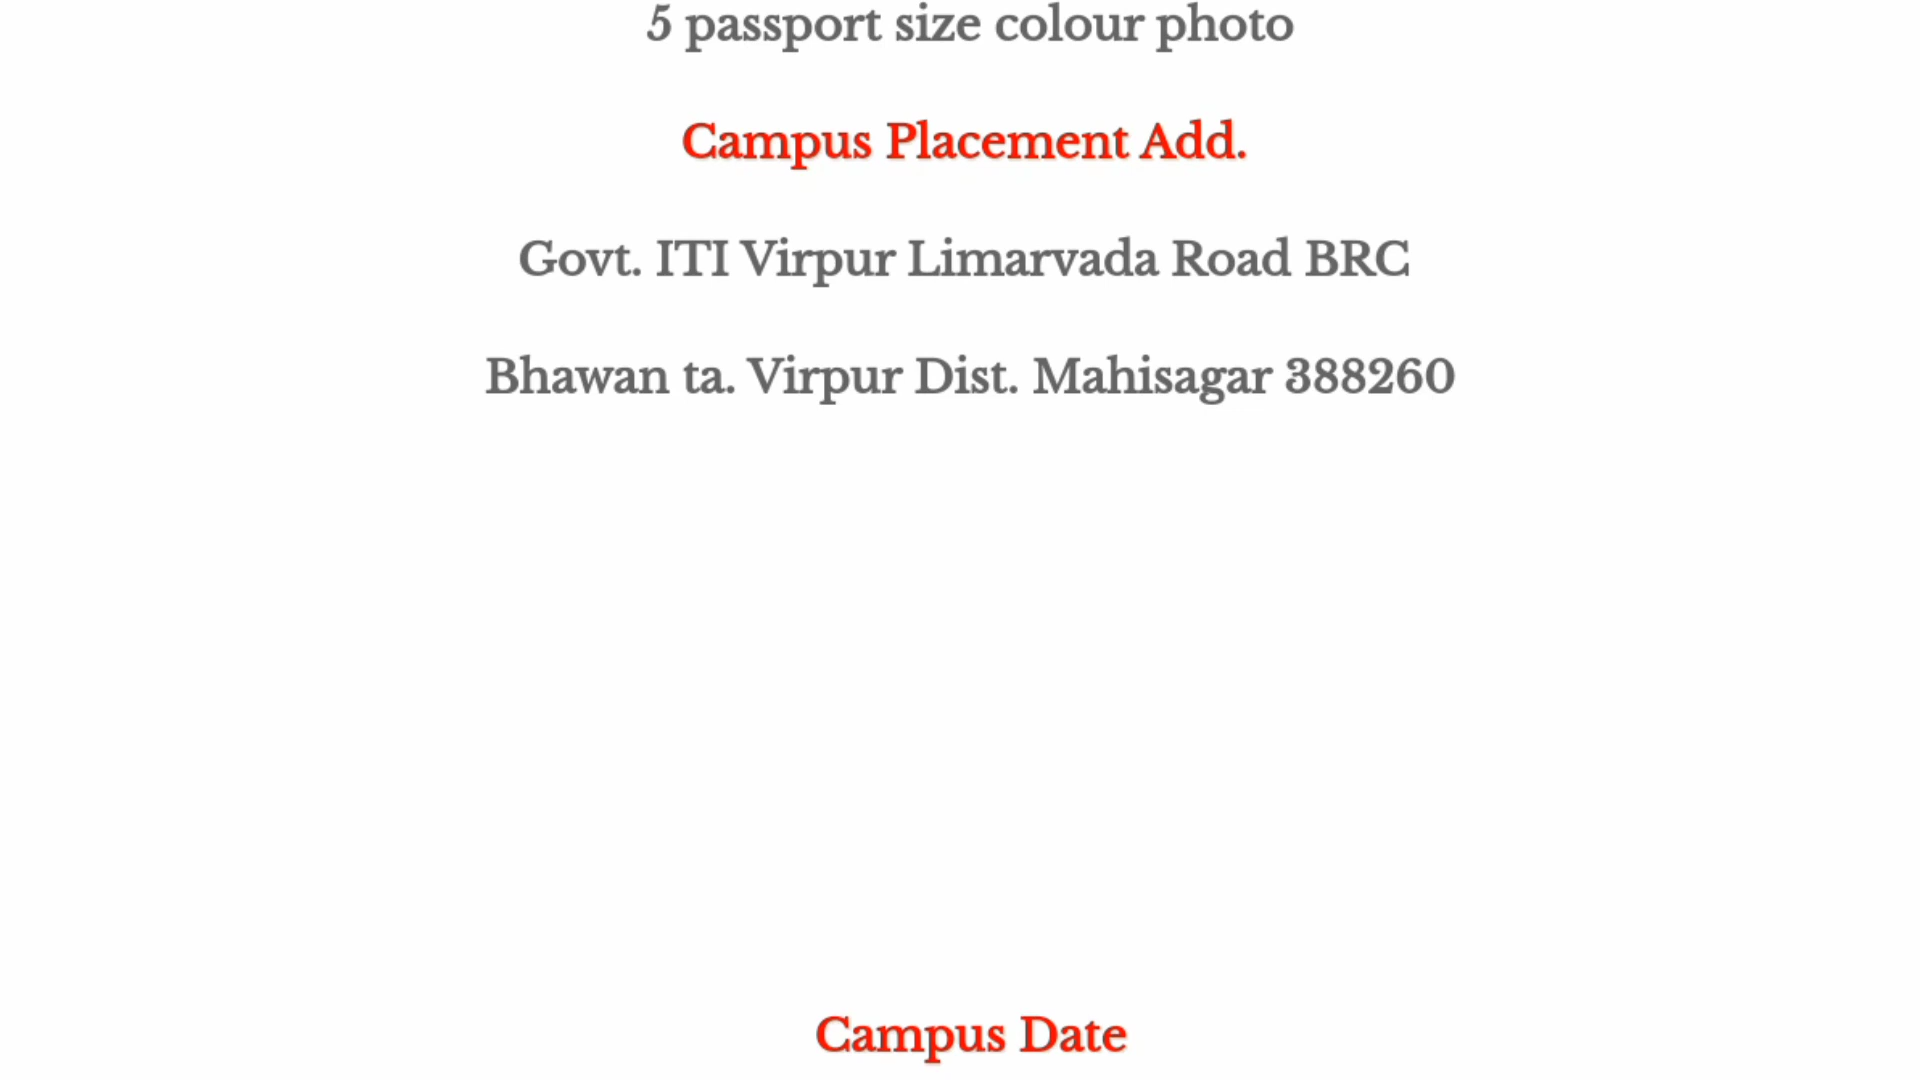 5 passport size colour photo
Campus Placement Add.
Govt. ITI Virpur Limarvada Road BRC
Bhawan ta. Virpur Dist. Mahisagar 388260
Campus Date